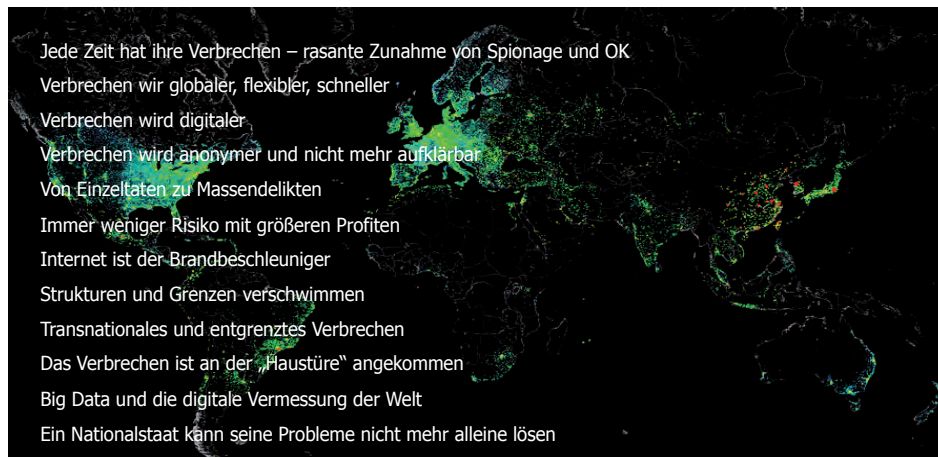 Jede Zeit hat ihre Verbrechen – rasante Zunahme von Spionage und OK
Verbrechen wir globaler, flexibler, schneller
Verbrechen wird digitaler
Verbrechen wird anonymer und nicht mehr aufklärbar
Von Einzeltaten zu Massendelikten
Immer weniger Risiko mit größeren Profiten
Internet ist der Brandbeschleuniger
Strukturen und Grenzen verschwimmen
Transnationales und entgrenztes Verbrechen
Das Verbrechen ist an der „Haustüre“ angekommen
Big Data und die digitale Vermessung der Welt
Ein Nationalstaat kann seine Probleme nicht mehr alleine lösen